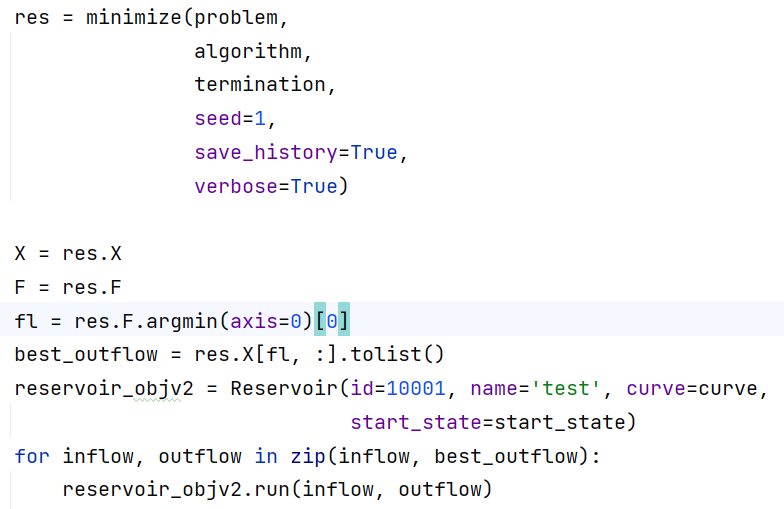 res = minimize(problem,
               algorithm,
               termination,
               seed=1,
               save_history=True,
               verbose=True)
X = res.X
F = res.F
fl = res.F.argmin(axis=0)[0]
best_outflow = res.X[fl, :].tolist()
reservoir_objv2 = Reservoir(id=10001, name='test', curve=curve,
                            start_state=start_state)
for inflow, outflow in zip(inflow, best_outflow):
    reservoir_objv2.run(inflow, outflow)